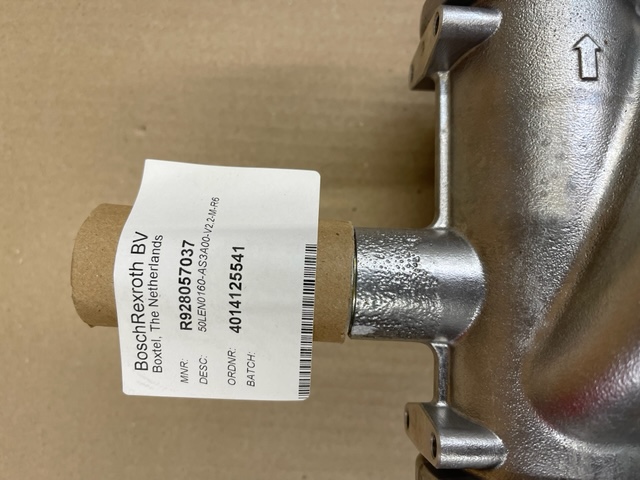 BoschRexroth BV
Boxtel, The Netherlands
MNR: R928057037
DESC: 50LEN0160-AS3A00-V2,2-M-R6
ORDNR: 4014125541
BATCH: